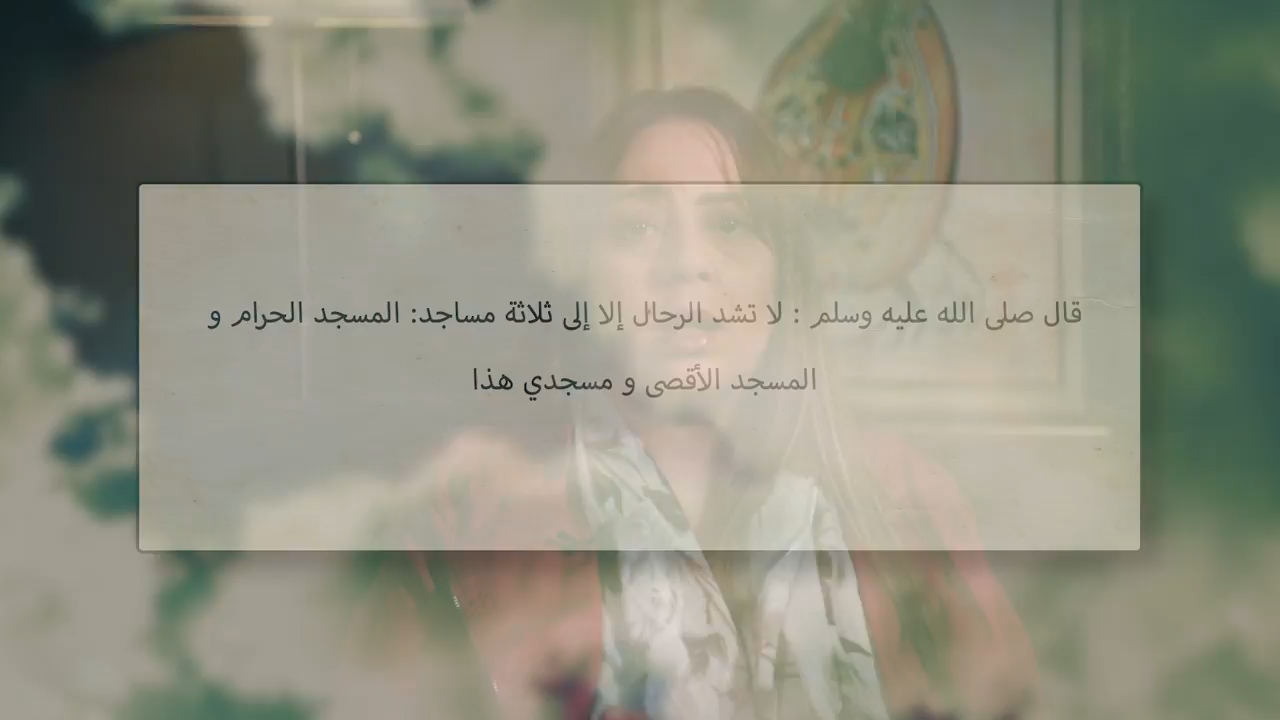 قال صلى الله عليه وسلم : لا تشد الرحال إلا إلى ثلاثة مساجد: المسجد الحرام و
المسجد الأقصى و مسجدي هذا